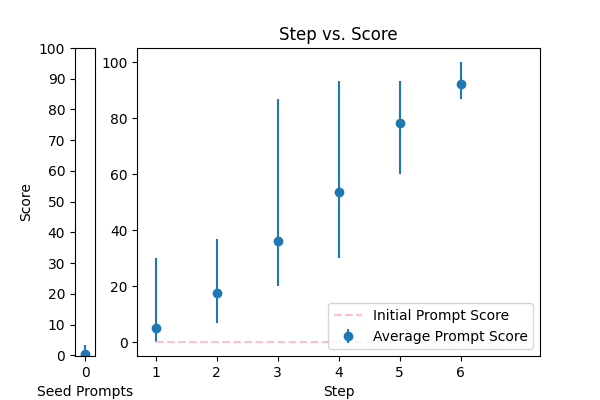 Step vs. Score
Score
100
90
80
70
60
50
40
30
20
10
0
0
Seed Prompts
100
80
60
40
20
0
1 2 3 4 5 6
Step
Initial Prompt Score
Average Prompt Score